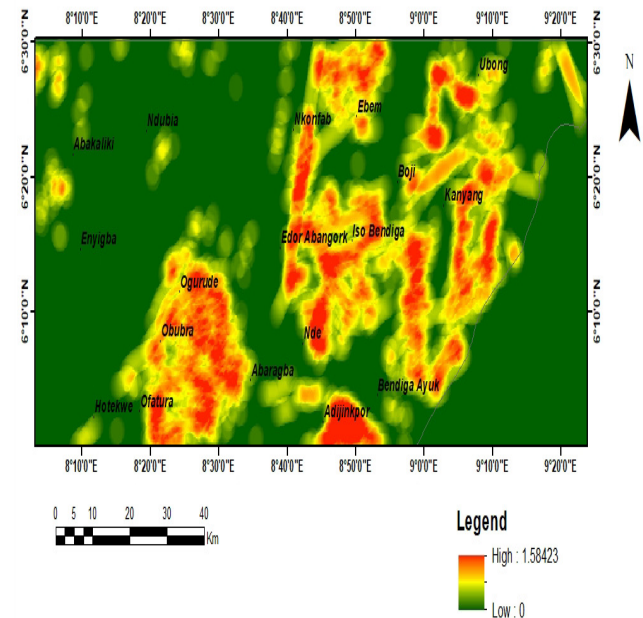 8°10'0"E 8°20'0"E 8°30'0"E 8°40'0"E 8°50'0"E 9°0'0"E 9°10'0"E 9°20'0"E
6°30'0"N
6°30'0"N
N
Ubong
Ebem
Nkonfab
Ndubia
Abakaliki
6°20'0"N
6°20'0"N
Boji
Kanyang
Enyigba
Edor Abangork
Iso Bendiga
Ogurude
6°10'0"N
6°10'0"N
Obubra
Nde
Abaragba
Bendiga Ayuk
Hotekwe
Ofatura
Adijinkpor
8°10'0"E 8°20'0"E 8°30'0"E 8°40'0"E 8°50'0"E 9°0'0"E 9°10'0"E 9°20'0"E
0 5 10 20 30 40
Km
Legend
High : 1.58423
Low : 0